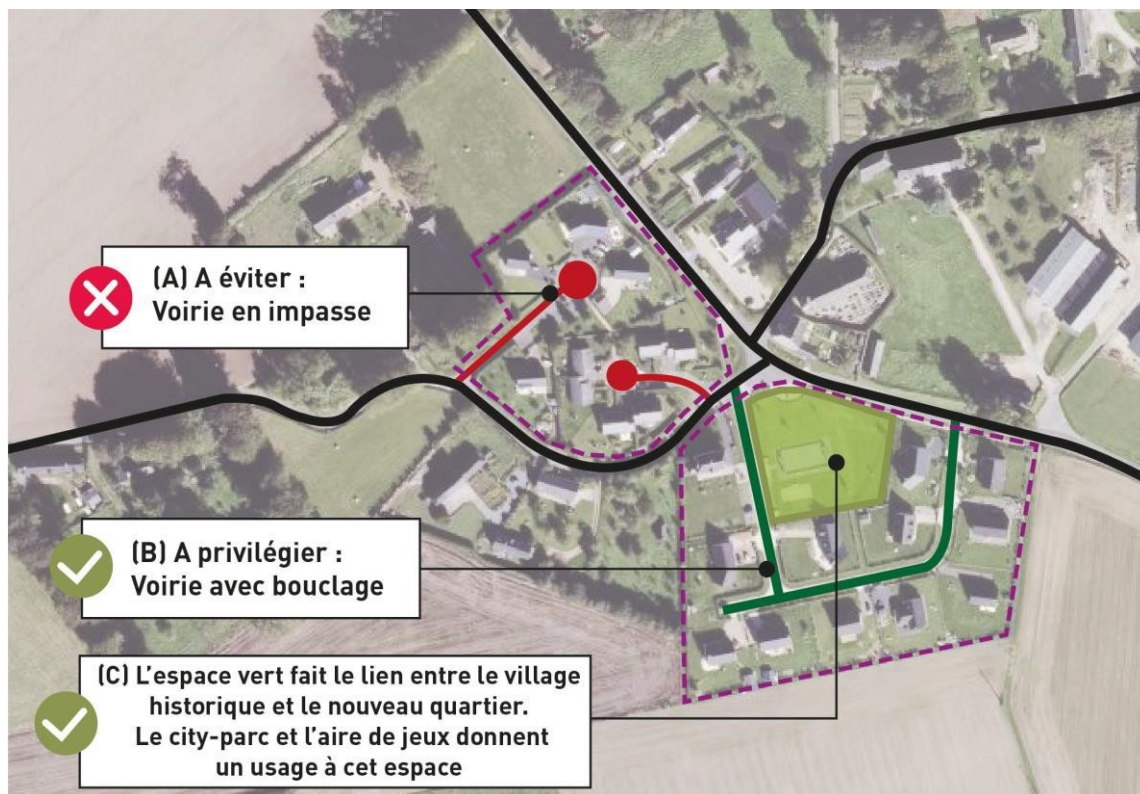 (A) A éviter :
Voirie en impasse
(B) A privilégier :
Voirie avec bouclage
(C) L’espace vert fait le lien entre le village
historique et le nouveau quartier.
Le city-parc et l’aire de jeux donnent
un usage à cet espace